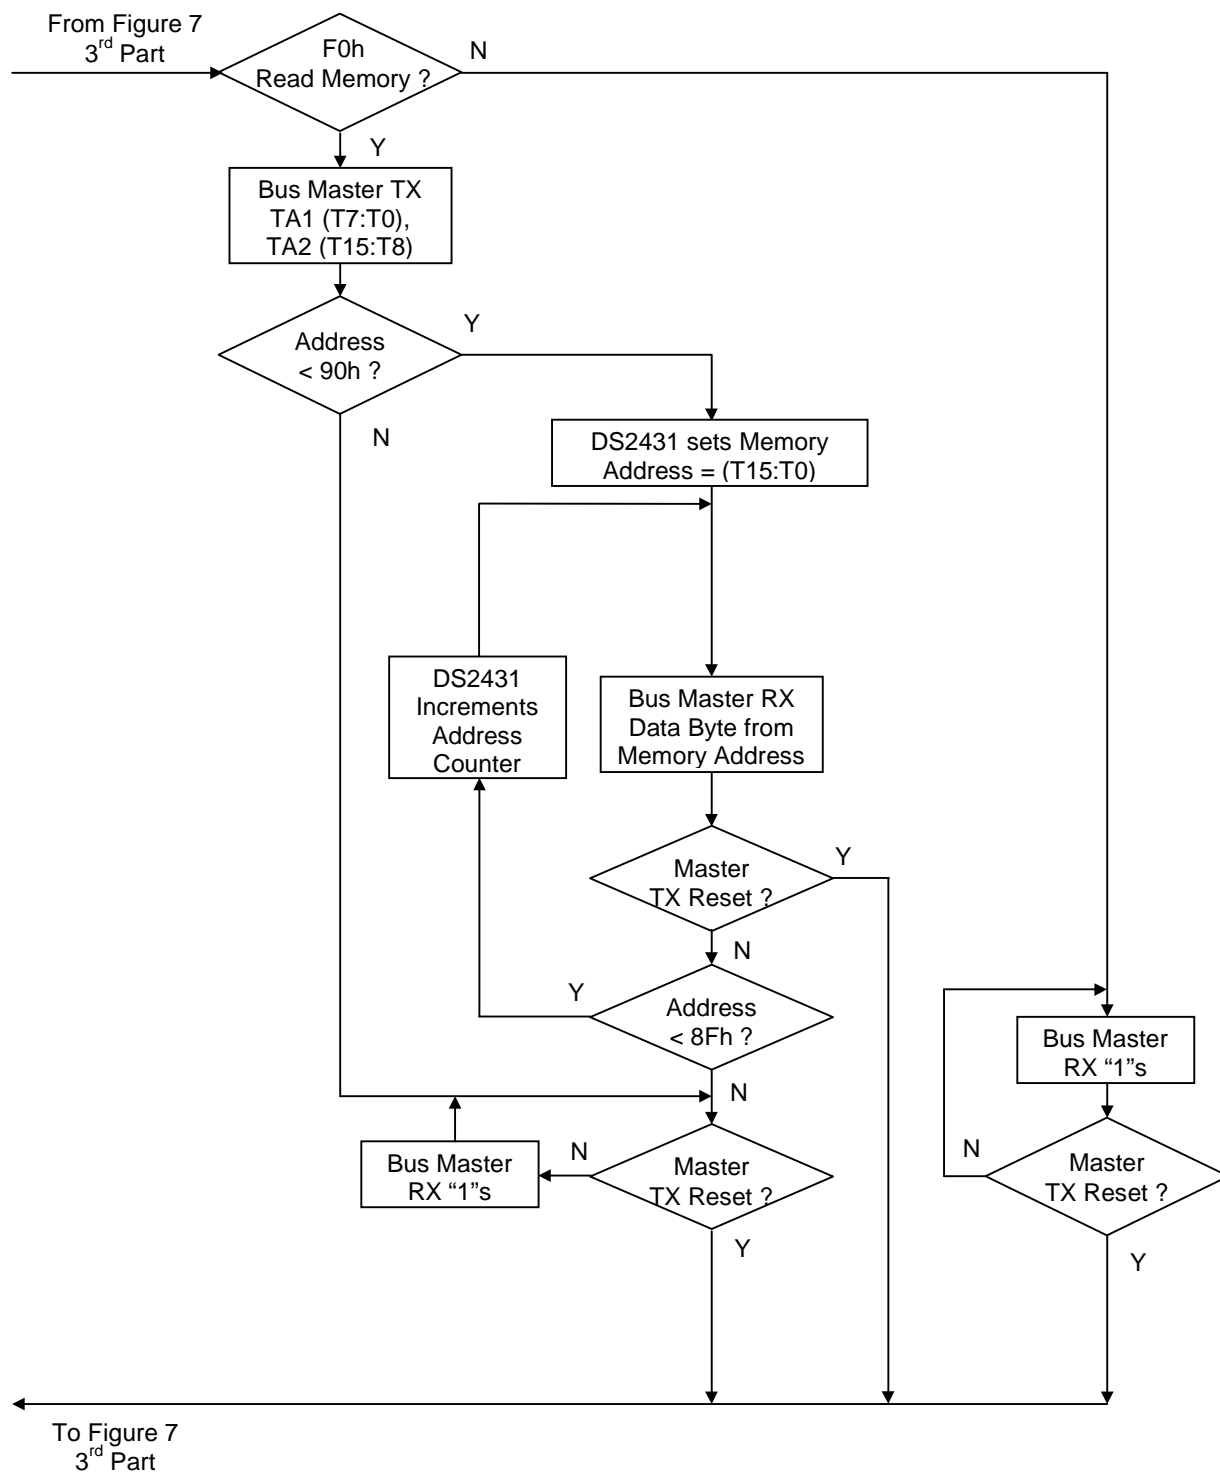 From Figure 7
3rd Part
F0h
Read Memory ?
N
Y
Bus Master TX
TA1 (T7:T0),
TA2 (T15:T8)
Address
< 90h ?
Y
N
DS2431 sets Memory
Address = (T15:T0)
DS2431
Increments
Address
Counter
Bus Master RX
Data Byte from
Memory Address
Master
TX Reset ?
Y
N
Address
< 8Fh ?
Y
N
Bus Master
RX “1”s
N
Master
TX Reset ?
Y
Bus Master
RX “1”s
N
Master
TX Reset ?
Y
To Figure 7
3rd Part